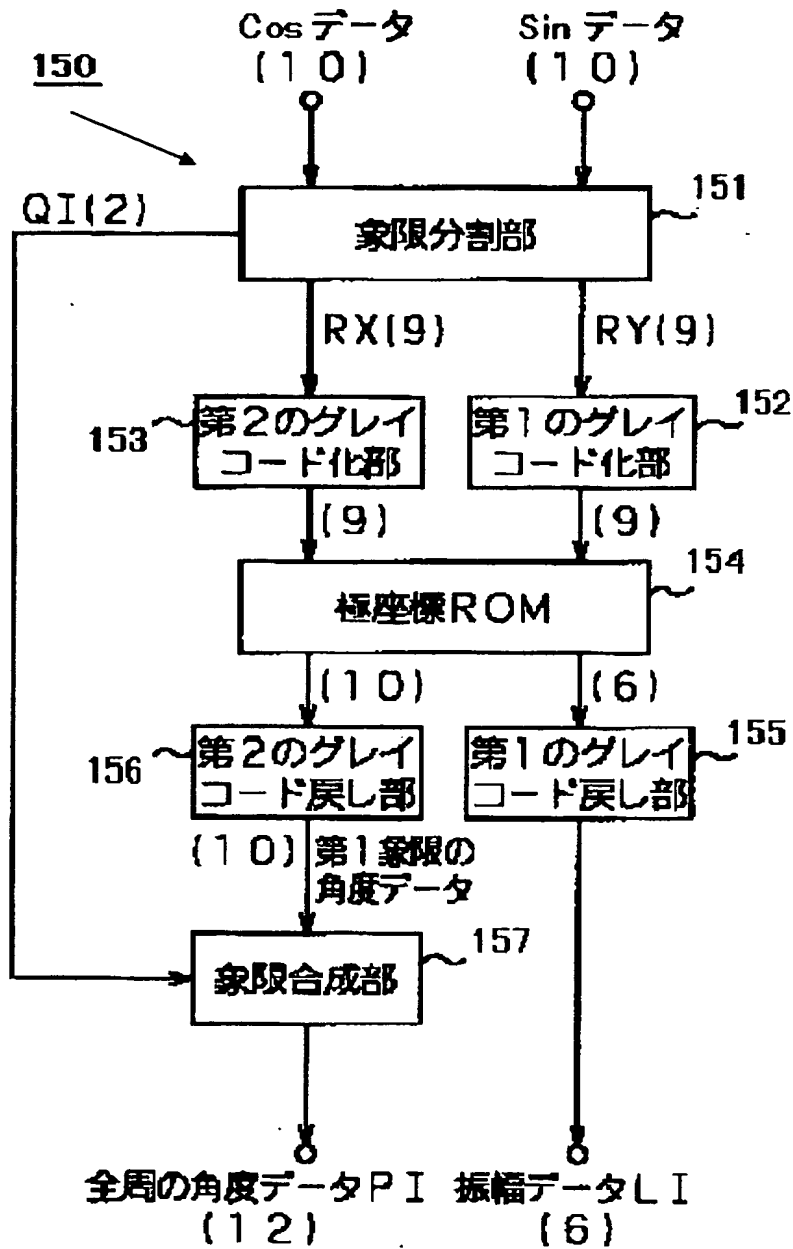 Cosデータ
(10)
Sinデータ
(10)
150
QI(2)
151
象限分割部
RX(9)
RY(9)
153
第2のグレイ
コード化部
152
第1のグレイ
コード化部
(9)
(9)
154
極座標ROM
(10)
(6)
156
第2のグレイ
コード戻し部
155
第1のグレイ
コード戻し部
(10)
第1象限の
角度データ
157
象限合成部
全周の角度データPI
(12)
振幅データLI
(6)